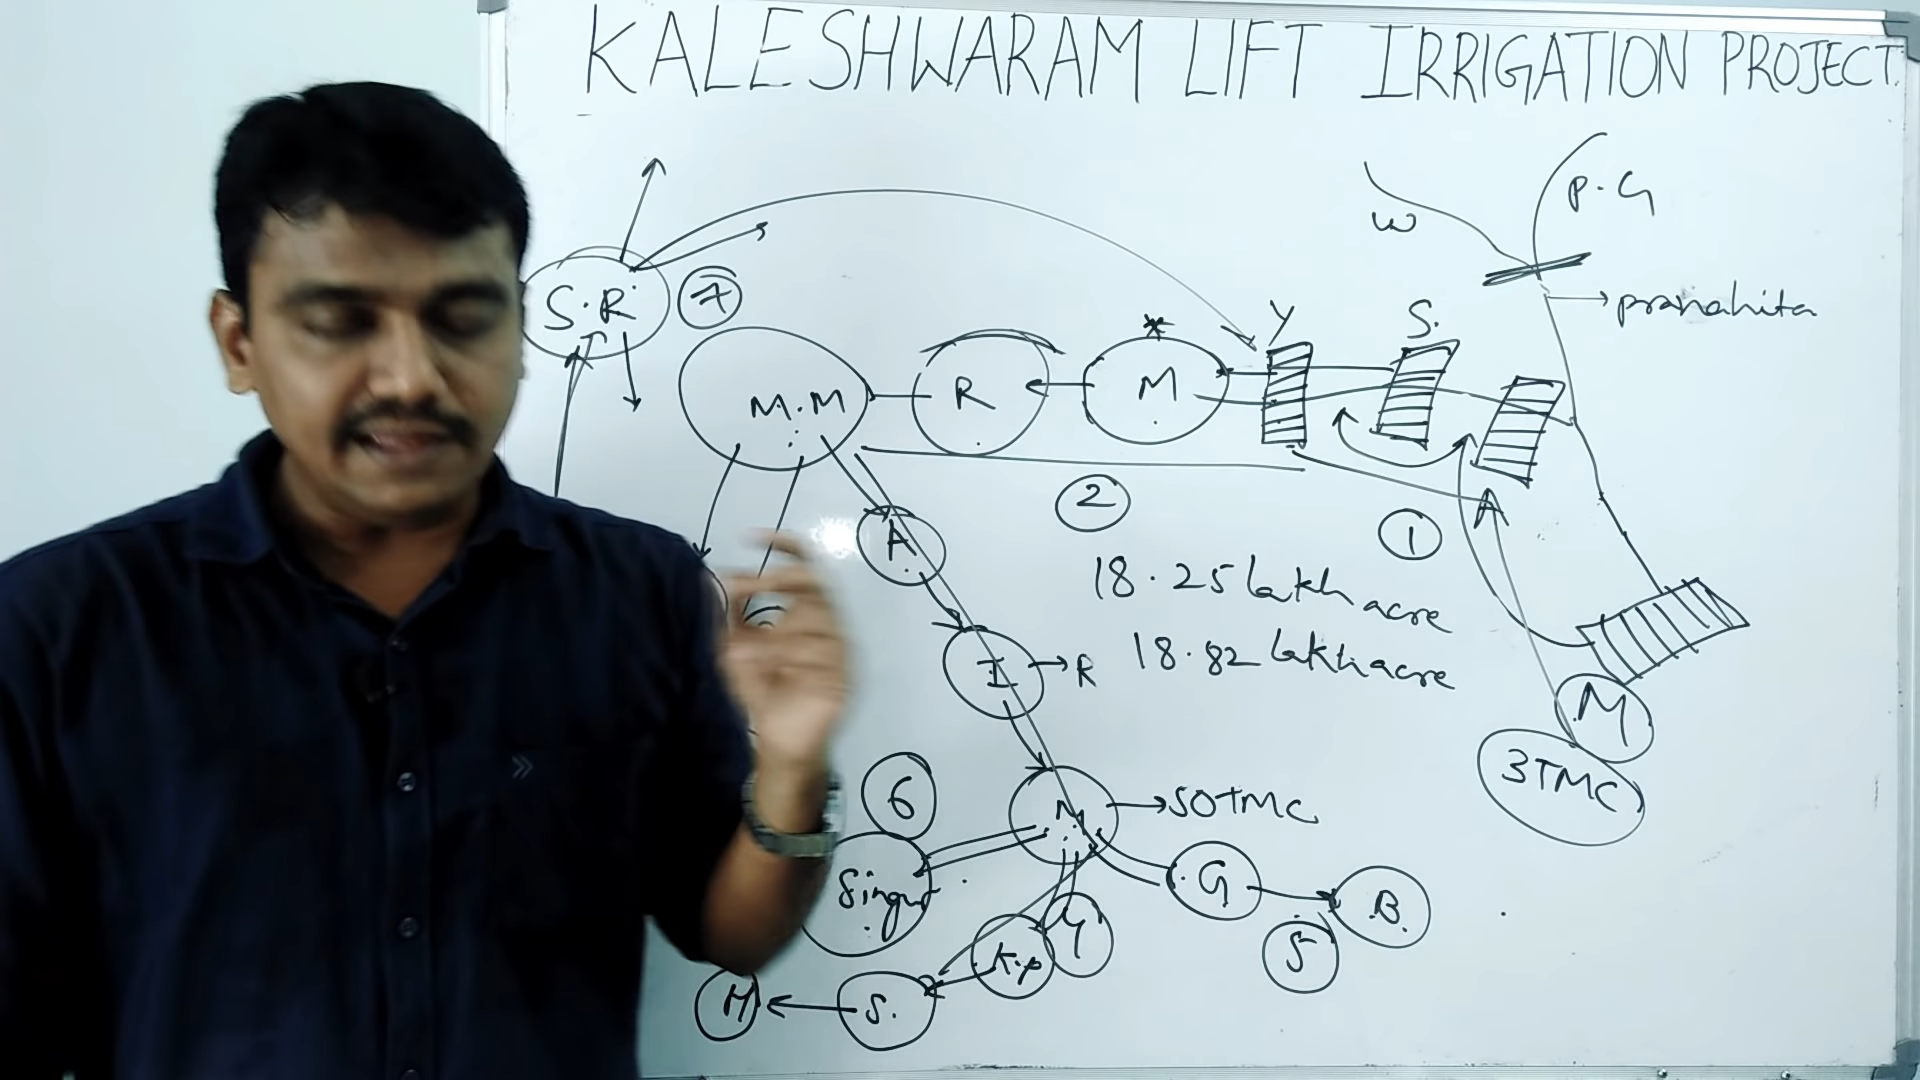 KALESHWARAM LIFT IRRIGATION PROJECT.
P.G
W
pranahita
S.R
7
Y
S.
*
M.M
R
M
2
1
A
18.25 lakh acre
I → R
18.82 lakh acre
M
3TMC
6
M → 50TMC
Singur
G
B.
K.p
4
5
H
S.